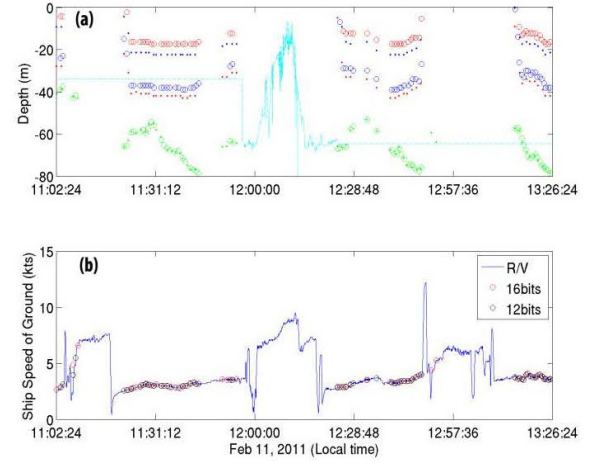 (a)
0
-20
-40
-60
-80
Depth (m)
11:02:24 11:31:12 12:00:00 12:28:48 12:57:36 13:26:24
(b)
15
10
5
0
Ship Speed of Ground (kts)
R/V
16bits
12bits
11:02:24 11:31:12 12:00:00 12:28:48 12:57:36 13:26:24
Feb 11, 2011 (Local time)